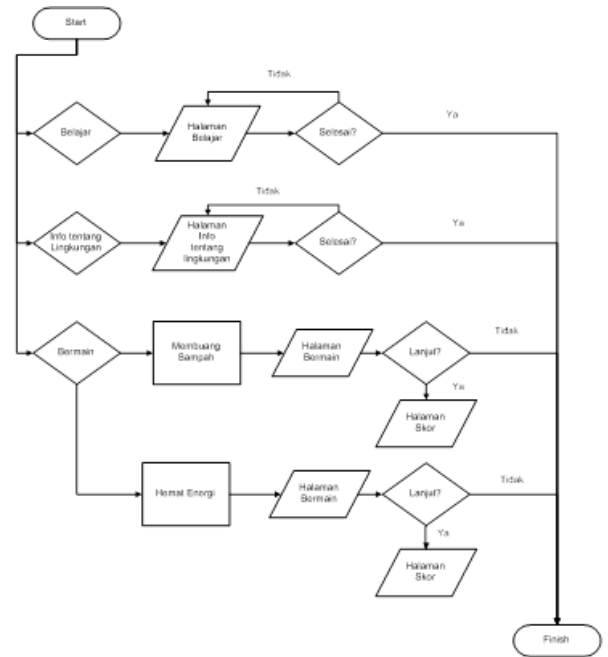 Start
Tidak
Belajar
Halaman
Belajar
Selesai?
Ya
Tidak
Info tentang
Lingkungan
Halaman
Info
tentang
lingkungan
Selesai?
Ya
Bermain
Membuang
Sampah
Halaman
Bermain
Lanjut?
Tidak
Ya
Halaman
Skor
Hemat Energi
Halaman
Bermain
Lanjut?
Tidak
Ya
Halaman
Skor
Finish